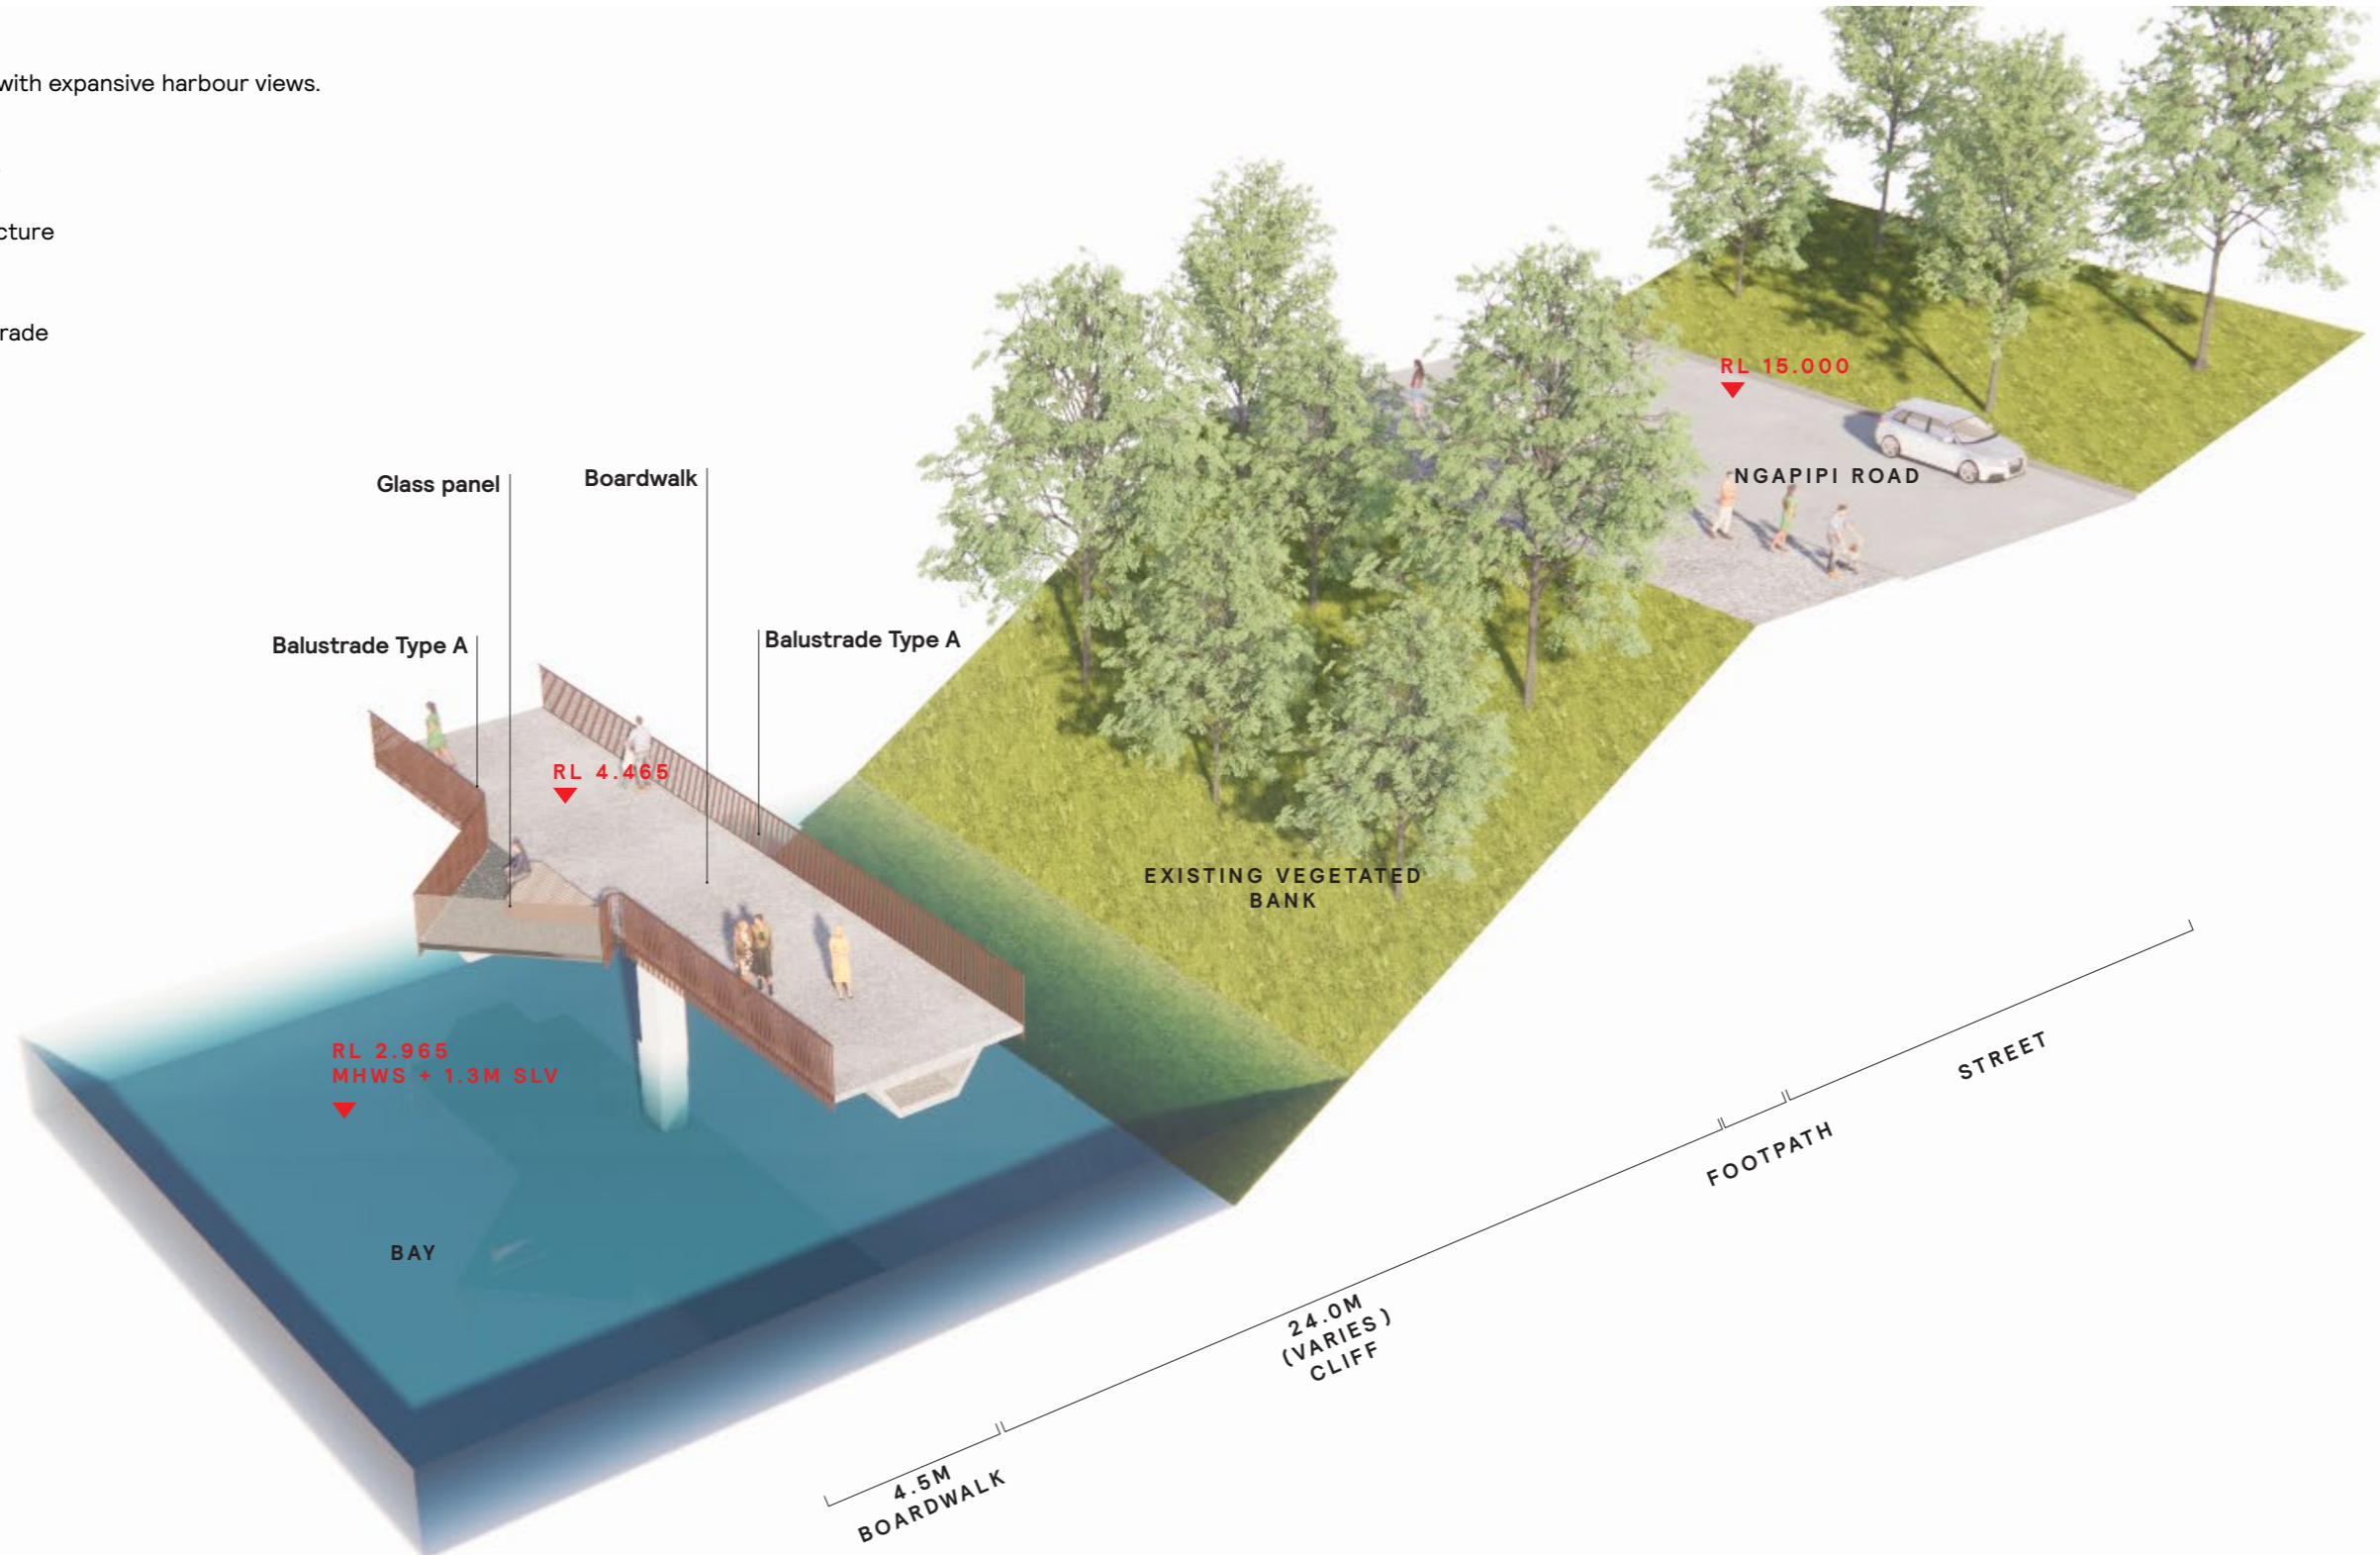 with expansive harbour views.
cture
rade
RL 15.000
Glass panel
Boardwalk
NGAPIPI ROAD
Balustrade Type A
Balustrade Type A
RL 4.465
EXISTING VEGETATED
BANK
RL 2.965
MHWS + 1.3M SLV
BAY
STREET
FOOTPATH
24.0M
(VARIES)
CLIFF
4.5M
BOARDWALK